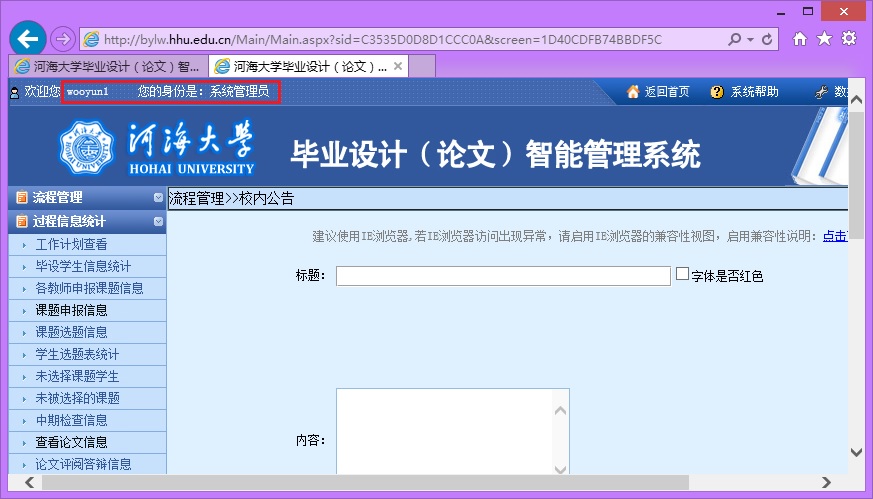 http://bylw.hhu.edu.cn/Main/Main.aspx?sid=C3535D0D8D1CCC0A&screen=1D40CDFB74BBDF5C
河海大学毕业设计（论文）智...
河海大学毕业设计（论文）...
欢迎您 wooyun1 您的身份是：系统管理员
返回首页 系统帮助
河海大学
HOHAI UNIVERSITY
毕业设计（论文）智能管理系统
流程管理
流程管理>>校内公告
过程信息统计
建议使用IE浏览器,若IE浏览器访问出现异常，请启用IE浏览器的兼容性视图，启用兼容性说明：点击
工作计划查看
毕设学生信息统计
标题：
字体是否红色
各教师申报课题信息
课题申报信息
课题选题信息
学生选题表统计
未选择课题学生
未被选择的课题
中期检查信息
内容：
查看论文信息
论文评阅答辩信息